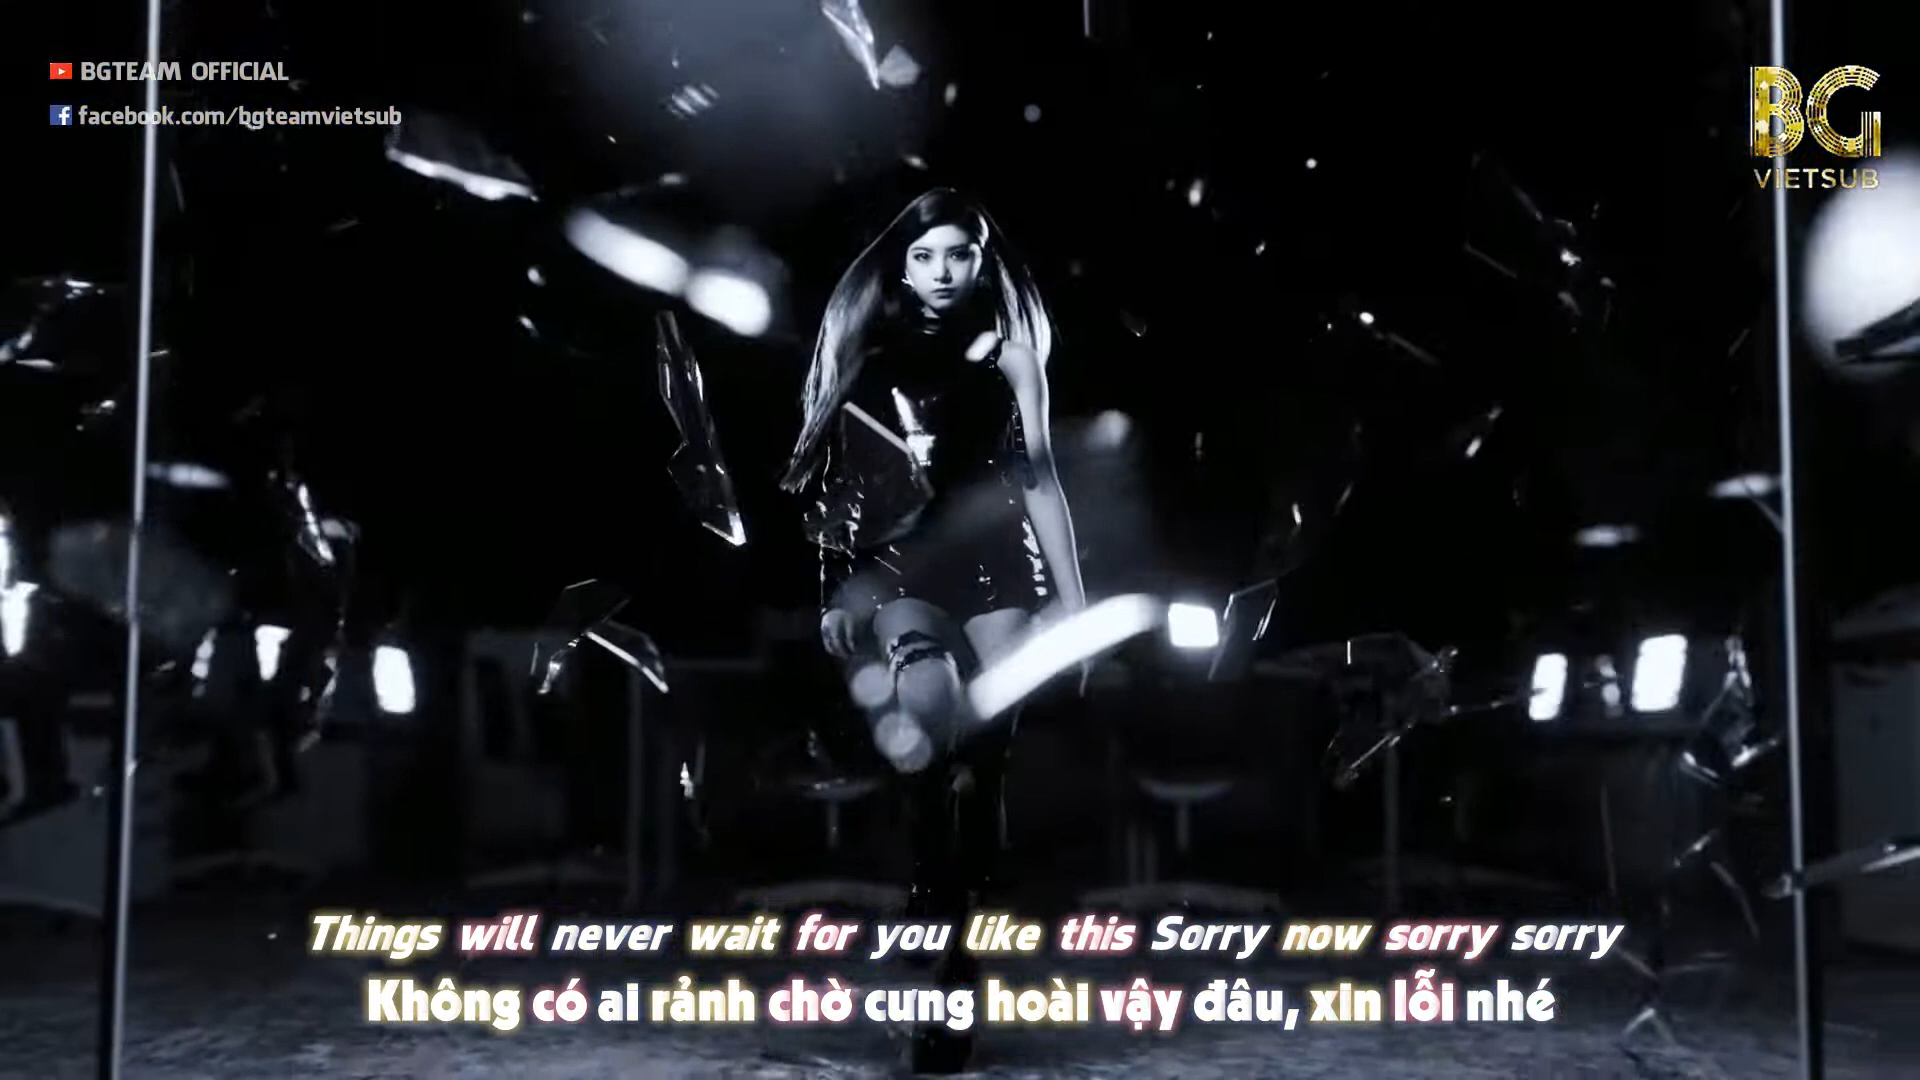 BGTEAM OFFICIAL
facebook.com/bgteamvietsub
BG
VIETSUB
Things will never wait for you like this Sorry now sorry sorry
Không có ai rảnh chờ cưng hoài vậy đâu, xin lỗi nhé